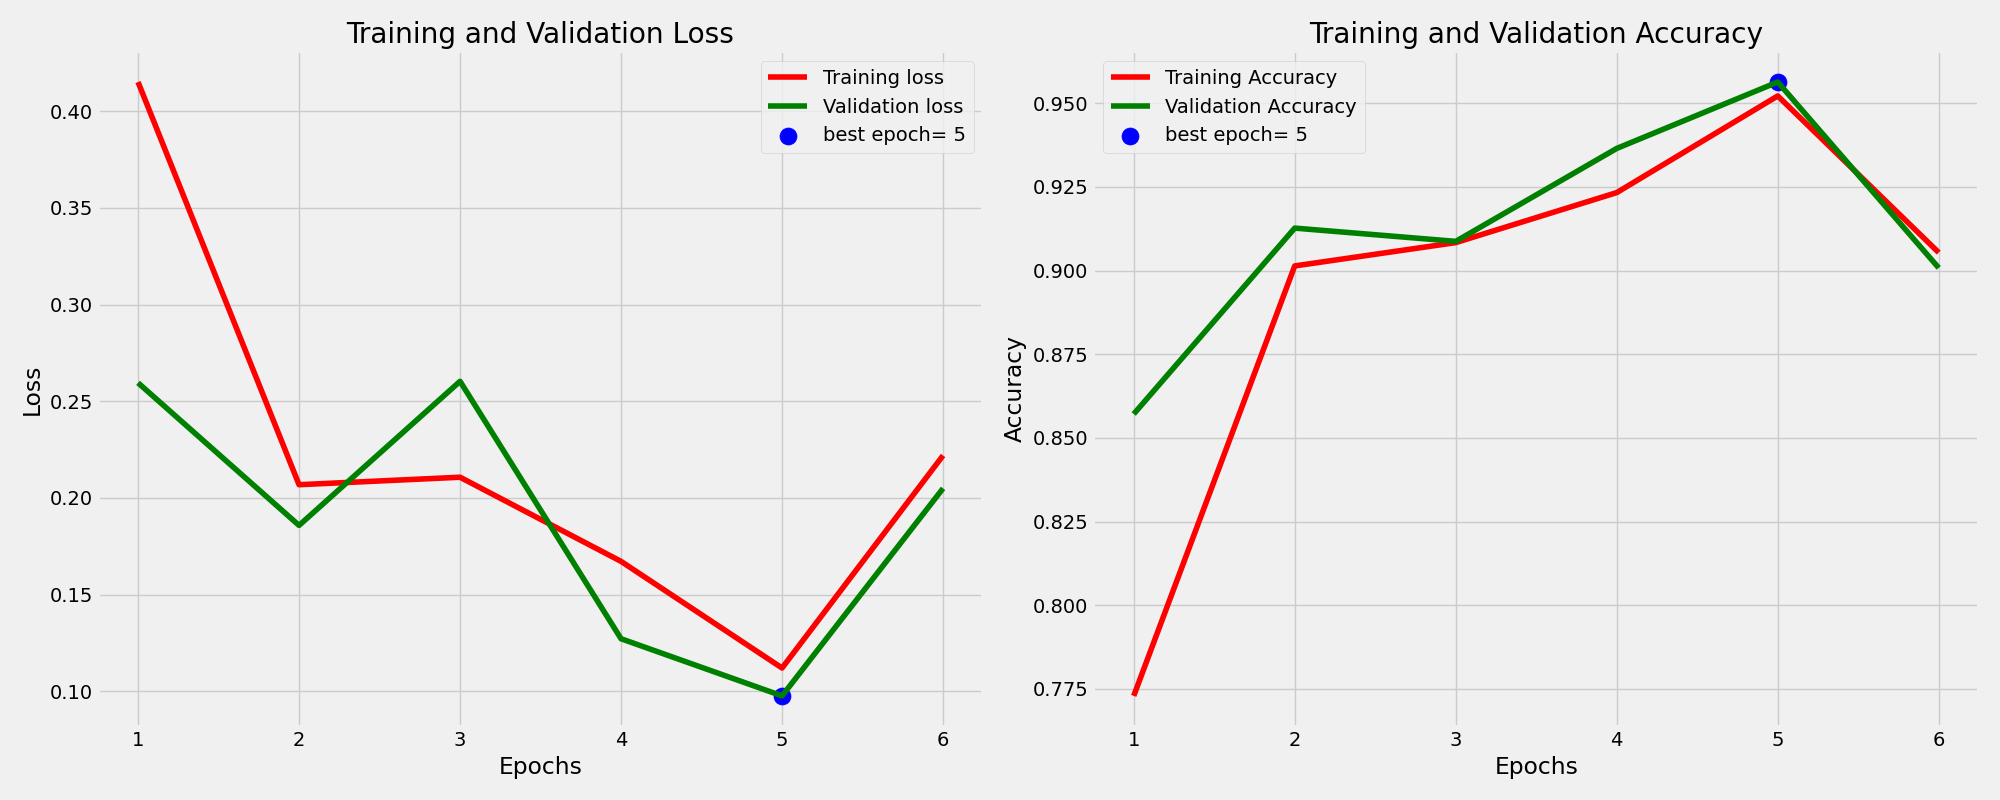 Training and Validation Loss
Training loss
Validation loss
best epoch= 5
Loss
0.40
0.35
0.30
0.25
0.20
0.15
0.10
1 2 3 4 5 6
Epochs
Training and Validation Accuracy
Training Accuracy
Validation Accuracy
best epoch= 5
Accuracy
0.950
0.925
0.900
0.875
0.850
0.825
0.800
0.775
1 2 3 4 5 6
Epochs